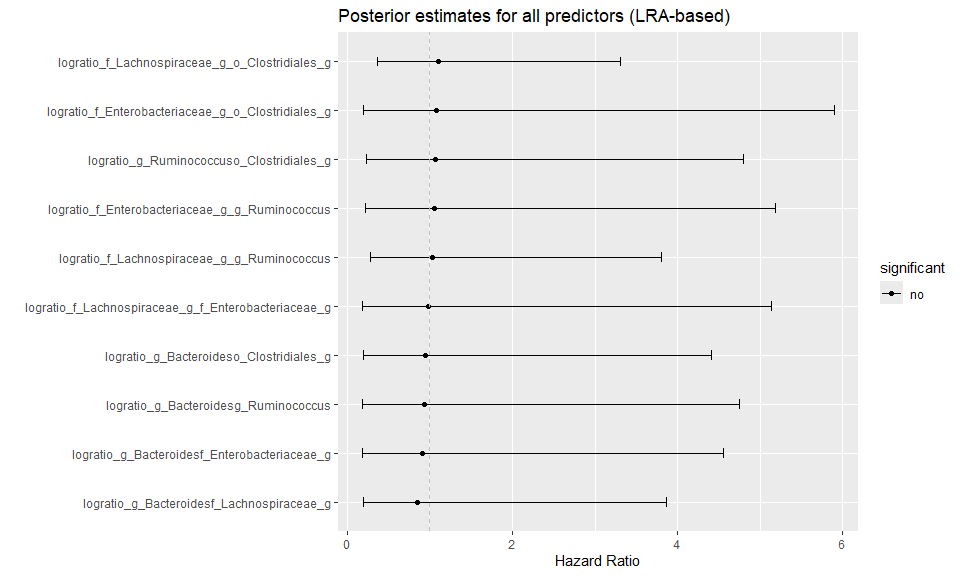 Posterior estimates for all predictors (LRA-based)
logratio_f_Lachnospiraceae_g_o_Clostridiales_g
logratio_f_Enterobacteriaceae_g_o_Clostridiales_g
logratio_g_Ruminococcuso_Clostridiales_g
logratio_f_Enterobacteriaceae_g_g_Ruminococcus
logratio_f_Lachnospiraceae_g_g_Ruminococcus
logratio_f_Lachnospiraceae_g_f_Enterobacteriaceae_g
logratio_g_Bacteroideso_Clostridiales_g
logratio_g_Bacteroidesg_Ruminococcus
logratio_g_Bacteroidesf_Enterobacteriaceae_g
logratio_g_Bacteroidesf_Lachnospiraceae_g
0 2 4 6
Hazard Ratio
significant
no